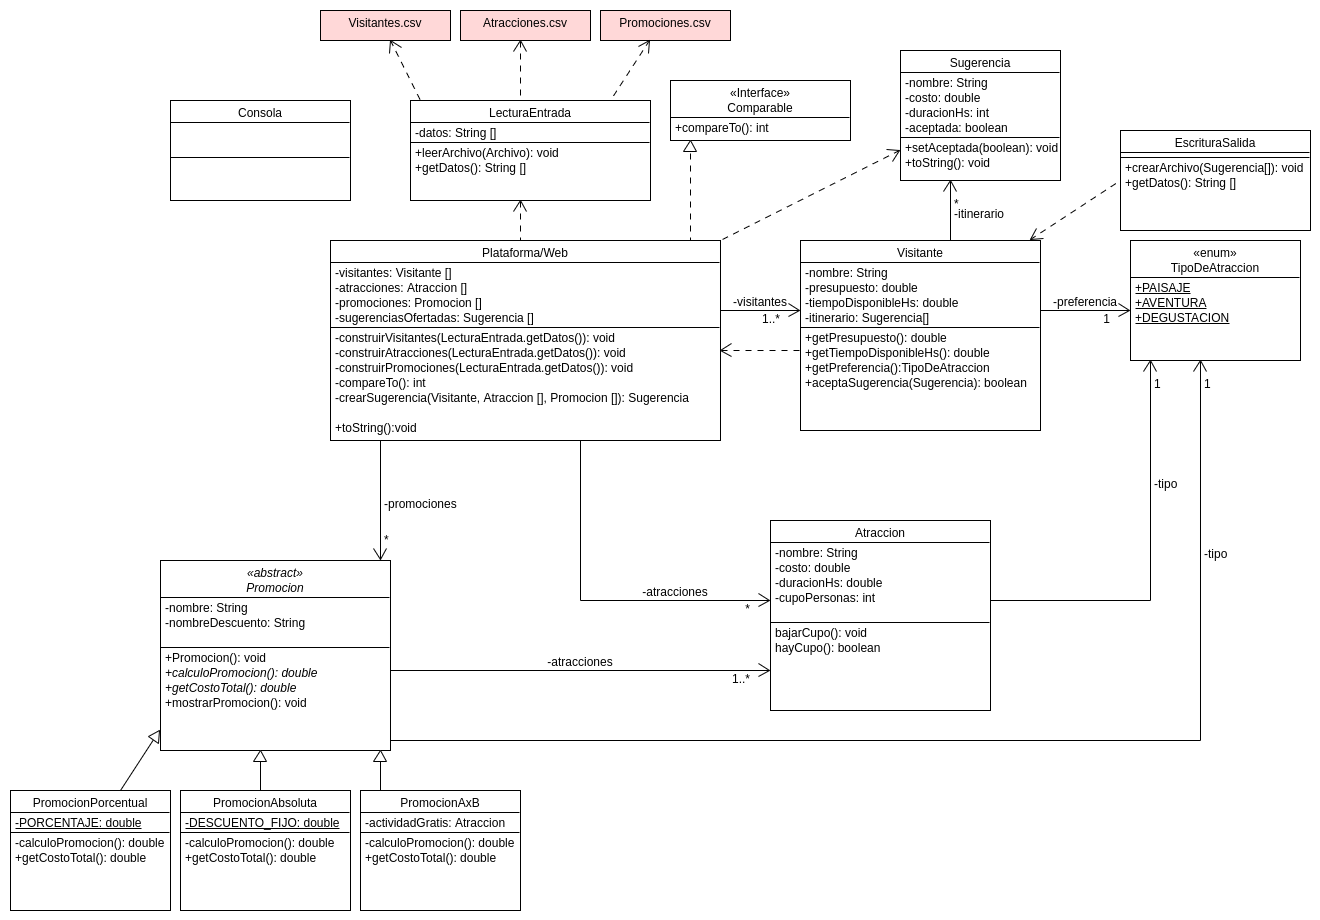 Visitantes.csv
Atracciones.csv
Promociones.csv
Consola
LecturaEntrada
-datos: String []
+leerArchivo(Archivo): void
+getDatos(): String []
«Interface»
Comparable
+compareTo(): int
Sugerencia
-nombre: String
-costo: double
-duracionHs: int
-aceptada: boolean
+setAceptada(boolean): void
+toString(): void
EscrituraSalida
+crearArchivo(Sugerencia[]): void
+getDatos(): String []
*
-itinerario
Plataforma/Web
-visitantes: Visitante []
-atracciones: Atraccion []
-promociones: Promocion []
-sugerenciasOfertadas: Sugerencia []
-construirVisitantes(LecturaEntrada.getDatos()): void
-construirAtracciones(LecturaEntrada.getDatos()): void
-construirPromociones(LecturaEntrada.getDatos()): void
-compareTo(): int
-crearSugerencia(Visitante, Atraccion [], Promocion []): Sugerencia
+toString():void
-visitantes
1..*
Visitante
-nombre: String
-presupuesto: double
-tiempoDisponibleHs: double
-itinerario: Sugerencia[]
+getPresupuesto(): double
+getTiempoDisponibleHs(): double
+getPreferencia():TipoDeAtraccion
+aceptaSugerencia(Sugerencia): boolean
-preferencia
1
«enum»
TipoDeAtraccion
+PAISAJE
+AVENTURA
+DEGUSTACION
1
1
-tipo
-tipo
-promociones
*
-atracciones
*
Atraccion
-nombre: String
-costo: double
-duracionHs: double
-cupoPersonas: int
bajarCupo(): void
hayCupo(): boolean
«abstract»
Promocion
-nombre: String
-nombreDescuento: String
+Promocion(): void
+calculoPromocion(): double
+getCostoTotal(): double
+mostrarPromocion(): void
-atracciones
1..*
PromocionPorcentual
-PORCENTAJE: double
-calculoPromocion(): double
+getCostoTotal(): double
PromocionAbsoluta
-DESCUENTO_FIJO: double
-calculoPromocion(): double
+getCostoTotal(): double
PromocionAxB
-actividadGratis: Atraccion
-calculoPromocion(): double
+getCostoTotal(): double